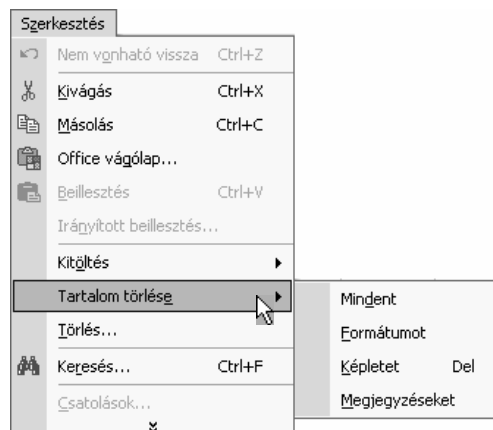 Szerkesztés
Nem vonható vissza Ctrl+Z
Kivágás Ctrl+X
Másolás Ctrl+C
Office vágólap...
Beillesztés Ctrl+V
Irányított beillesztés...
Kitöltés
Tartalom törlése
Mindent
Törlés...
Formátumot
Keresés... Ctrl+F
Képletet Del
Csatolások...
Megjegyzéseket